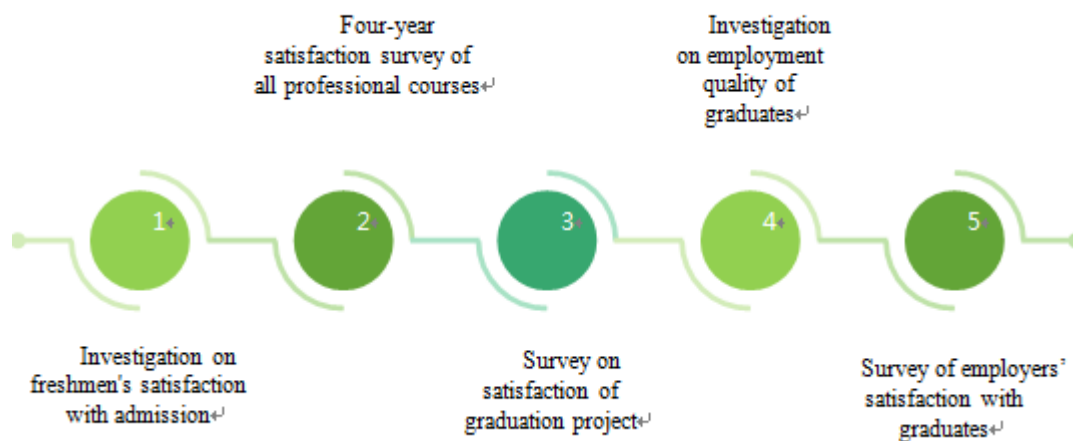 Four-year
satisfaction survey of
all professional courses↵
Investigation
on employment
quality of
graduates↵
1
2
3
4
5
Investigation on
freshmen's satisfaction
with admission↵
Survey on
satisfaction of
graduation project↵
Survey of employers'
satisfaction with
graduates↵